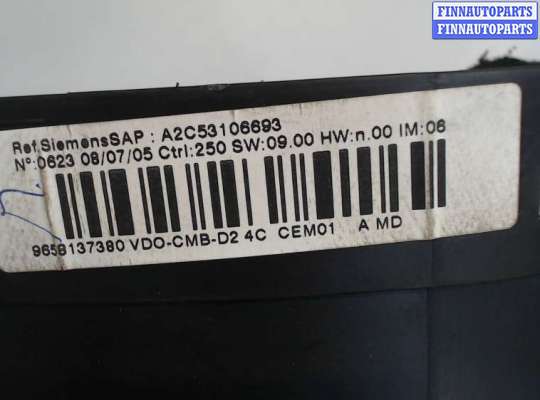 FINNAUTOPARTS
FINNAUTOPARTS
Ref.SiemensSAP : A2C53106693
Nº:0623 08/07/05 Ctrl:250 SW:09.00 HW:n.00 IM:06
9658137380 VDO-CMB-D2 4C CEM01 A MD